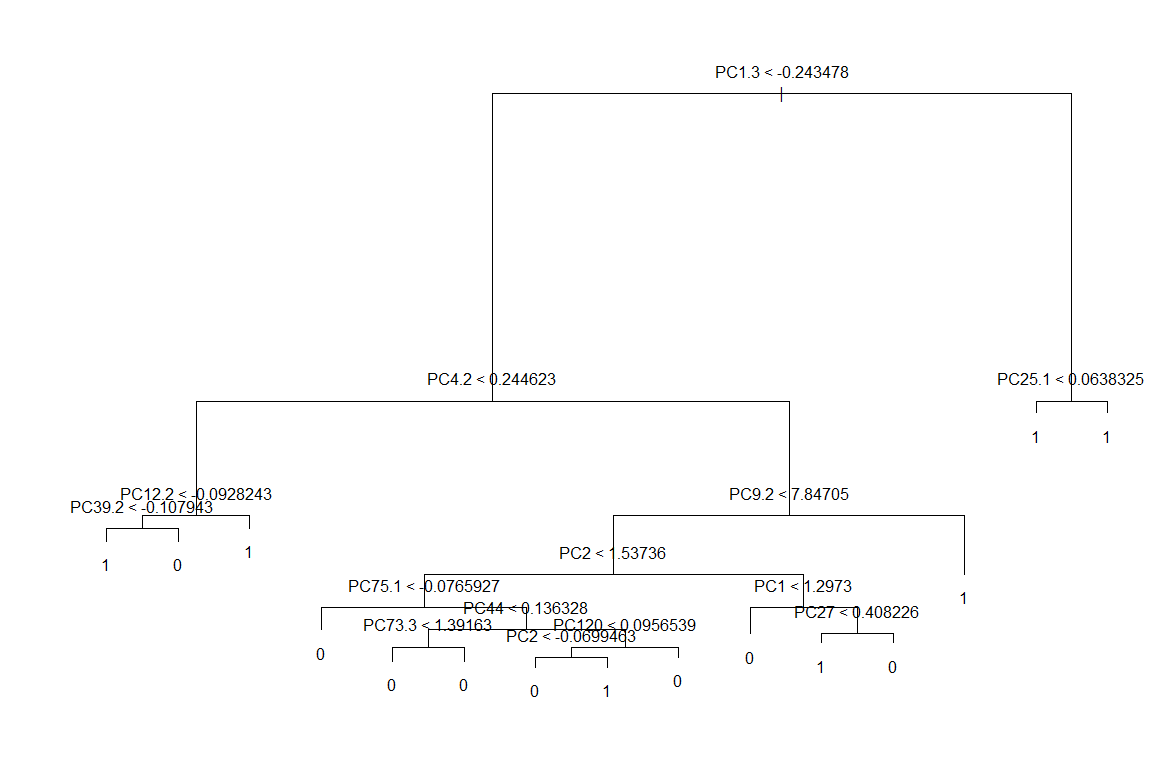 PC1.3 < -0.243478
PC4.2 < 0.244623
PC25.1 < 0.0638325
1
1
PC12.2 < -0.0928243
PC9.2 < 7.84705
PC39.2 < -0.107943
1
0
1
PC2 < 1.53736
PC75.1 < -0.0765927
PC1 < 1.2973
1
PC44 < 0.136328
PC27 < 0.408226
PC73.3 < 1.39163
PC120 < 0.0956539
PC2 < -0.0699463
0
0
1
0
0
0
0
1
0